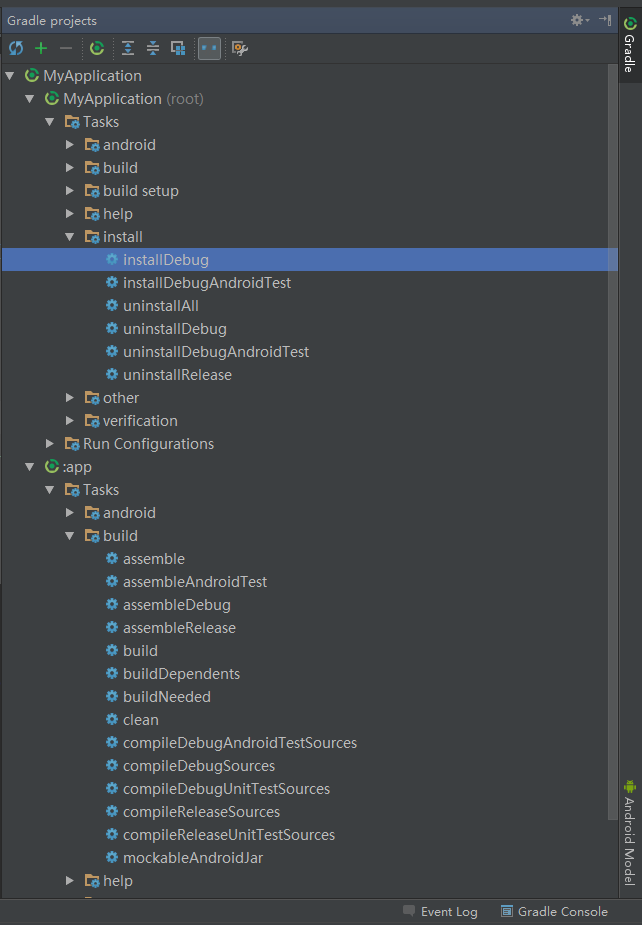 Gradle projects
MyApplication
MyApplication (root)
Tasks
android
build
build setup
help
install
installDebug
installDebugAndroidTest
uninstallAll
uninstallDebug
uninstallDebugAndroidTest
uninstallRelease
other
verification
Run Configurations
:app
Tasks
android
build
assemble
assembleAndroidTest
assembleDebug
assembleRelease
build
buildDependents
buildNeeded
clean
compileDebugAndroidTestSources
compileDebugSources
compileDebugUnitTestSources
compileReleaseSources
compileReleaseUnitTestSources
mockableAndroidJar
help
Gradle
Android Model
Event Log
Gradle Console